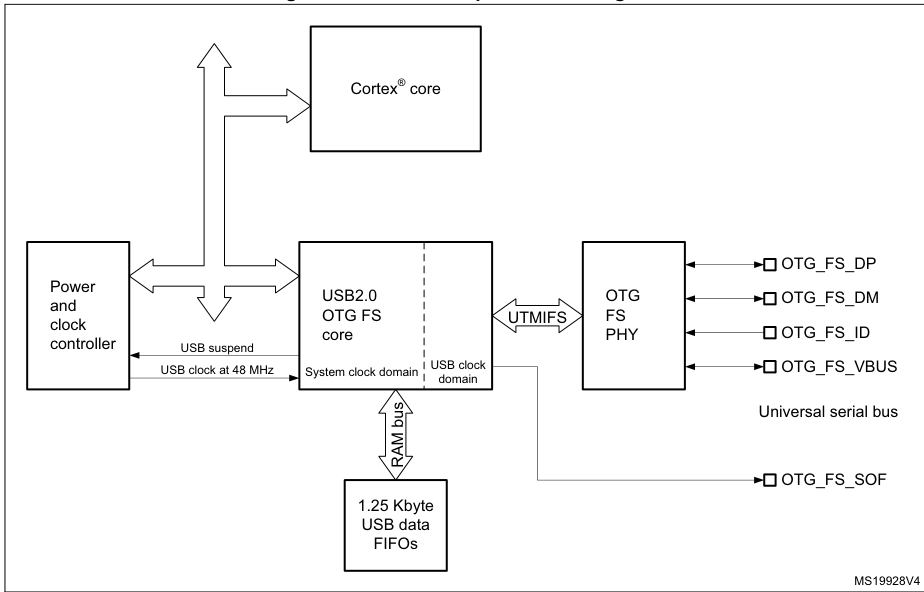 Cortex® core
Power
and
clock
controller
USB2.0
OTG FS
core
UTMIFS
OTG
FS
PHY
OTG_FS_DP
OTG_FS_DM
OTG_FS_ID
OTG_FS_VBUS
USB suspend
USB clock at 48 MHz
System clock domain
USB clock
domain
Universal serial bus
RAM bus
OTG_FS_SOF
1.25 Kbyte
USB data
FIFOs
MS19928V4